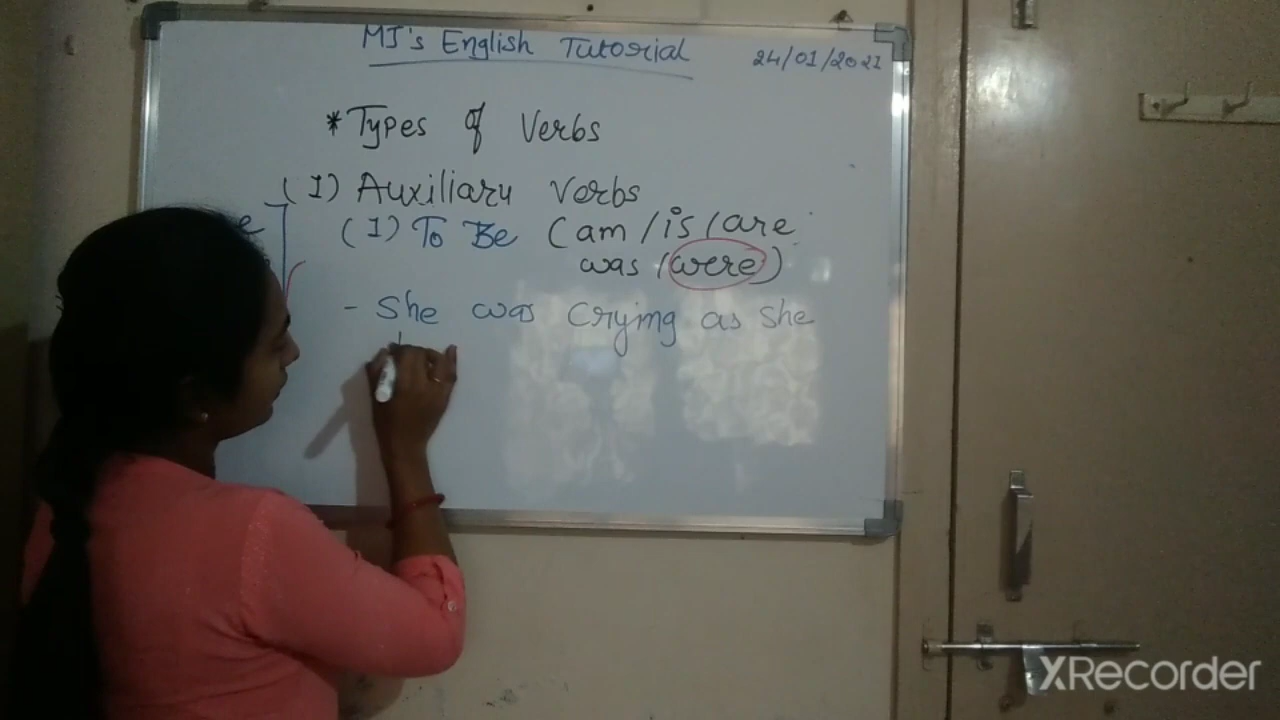 MJ's English Tutorial 24/01/2021
*Types of Verbs
(I) Auxiliary Verbs
(1) To Be (am/is/are
was/were)
- She was crying as she
XRecorder